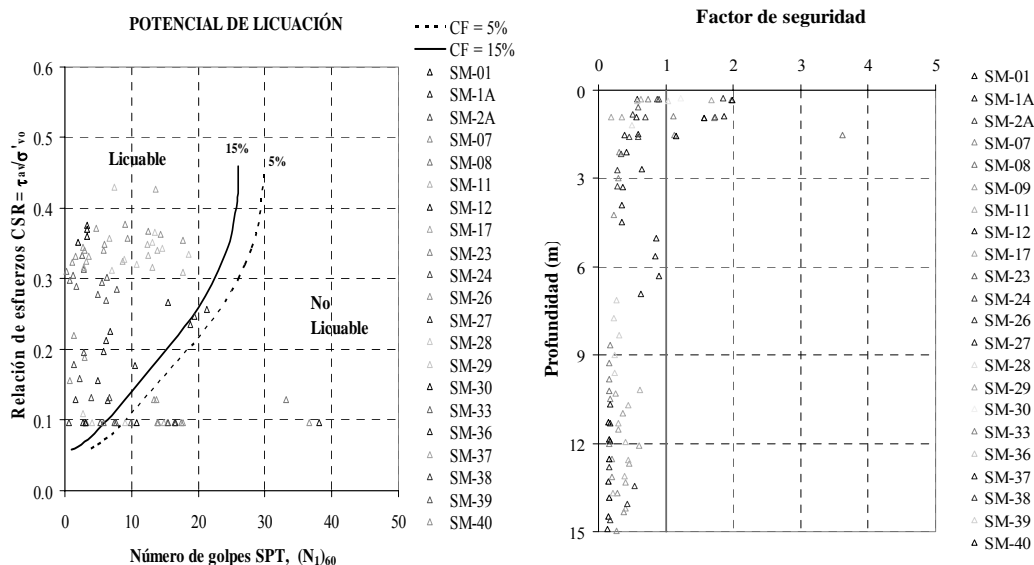 POTENCIAL DE LICUACIÓN
CF = 5%
CF = 15%
SM-01
SM-1A
SM-2A
SM-07
SM-08
SM-11
SM-12
SM-17
SM-23
SM-24
SM-26
SM-27
SM-28
SM-29
SM-30
SM-33
SM-36
SM-37
SM-38
SM-39
SM-40
Relación de esfuerzos CSR = τav/σ'vo
0.6
0.5
0.4
0.3
0.2
0.1
0.0
Licuable
15%
5%
No
Licuable
0 10 20 30 40 50
Número de golpes SPT, (N1)60
Factor de seguridad
0 1 2 3 4 5
Profundidad (m)
0
3
6
9
12
15
SM-01
SM-1A
SM-2A
SM-07
SM-08
SM-09
SM-11
SM-12
SM-17
SM-23
SM-24
SM-26
SM-27
SM-28
SM-29
SM-30
SM-33
SM-36
SM-37
SM-38
SM-39
SM-40